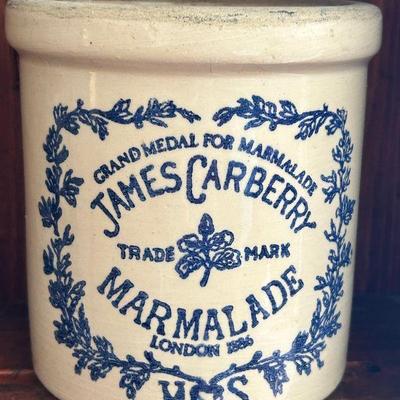 GRAND MEDAL FOR MARMALADE
JAMES CARBERRY
TRADE MARK
MARMALADE
LONDON 1886